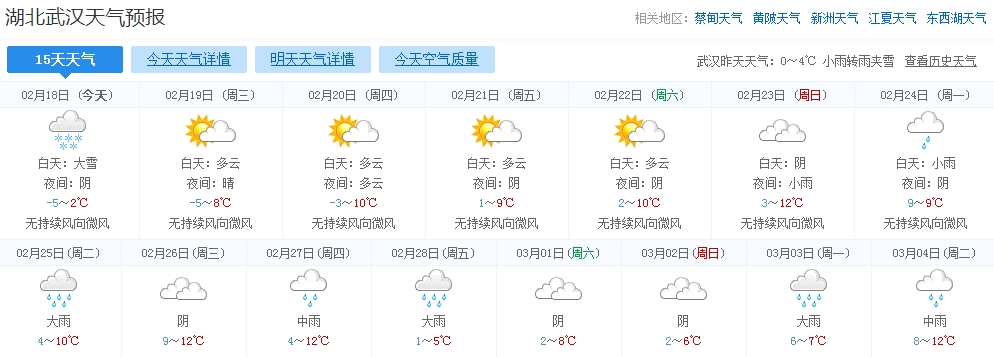 湖北武汉天气预报
相关地区：蔡甸天气 黄陂天气 新洲天气 江夏天气 东西湖天气
15天天气 今天天气详情 明天天气详情 今天空气质量 武汉昨天天气：0～4℃ 小雨转雨夹雪 查看历史天气
02月18日（今天） 02月19日（周三） 02月20日（周四） 02月21日（周五） 02月22日（周六） 02月23日（周日） 02月24日（周一）
白天：大雪 白天：多云 白天：多云 白天：多云 白天：多云 白天：阴 白天：小雨
夜间：阴 夜间：晴 夜间：多云 夜间：阴 夜间：阴 夜间：小雨 夜间：阴
-5～2℃ -5～8℃ -3～10℃ 1～9℃ 2～10℃ 3～12℃ 9～9℃
无持续风向微风 无持续风向微风 无持续风向微风 无持续风向微风 无持续风向微风 无持续风向微风 无持续风向微风
02月25日(周二) 02月26日(周三) 02月27日(周四) 02月28日(周五) 03月01日(周六) 03月02日(周日) 03月03日(周一) 03月04日(周二)
大雨 阴 中雨 大雨 阴 阴 大雨 中雨
4～10℃ 9～12℃ 4～12℃ 1～5℃ 2～8℃ 2～6℃ 6～7℃ 8～12℃